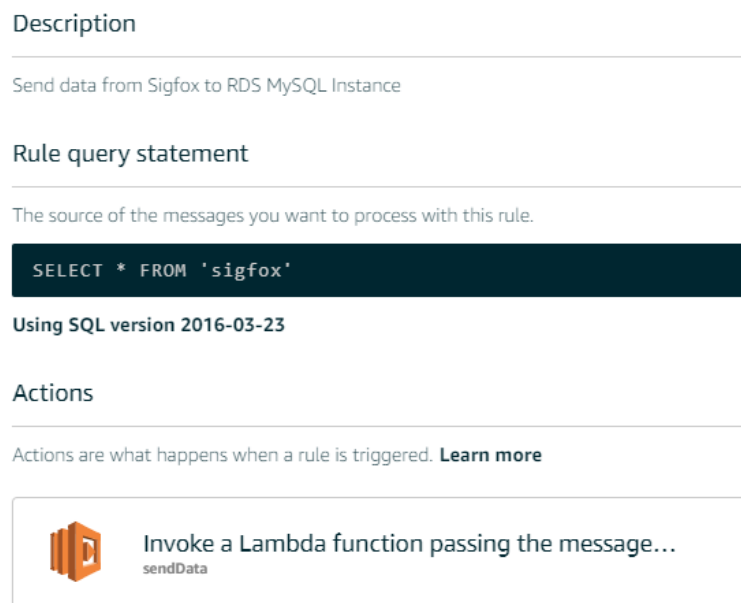 Description
Send data from Sigfox to RDS MySQL Instance
Rule query statement
The source of the messages you want to process with this rule.
SELECT * FROM 'sigfox'
Using SQL version 2016-03-23
Actions
Actions are what happens when a rule is triggered. Learn more
Invoke a Lambda function passing the message...
sendData